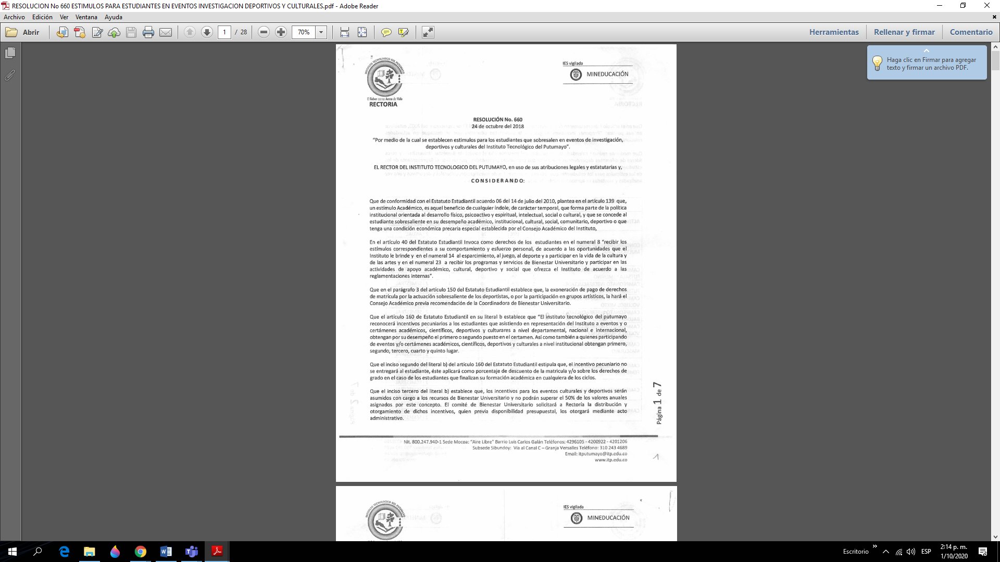 RESOLUCION No 660 ESTIMULOS PARA ESTUDIANTES EN EVENTOS INVESTIGACION DEPORTIVOS Y CULTURALES.pdf - Adobe Reader
Archivo Edición Ver Ventana Ayuda
Abrir 1 / 28 70% Herramientas Rellenar y firmar Comentario
Haga clic en Firmar para agregar
texto y firmar un archivo PDF.
INSTITUTO TECNOLOGICO DEL PUTUMAYO
El Saber como Arma de Vida
RECTORIA
IES vigilada
MINEDUCACIÓN
RESOLUCIÓN No. 660
24 de octubre del 2018
“Por medio de la cual se establecen estimulos para los estudiantes que sobresalen en eventos de investigación,
deportivos y culturales del Instituto Tecnológico del Putumayo”.
EL RECTOR DEL INSTITUTO TECNOLOGICO DEL PUTUMAYO, en uso de sus atribuciones legales y estatutarias y,
CONSIDERANDO:
Que de conformidad con el Estatuto Estudiantil acuerdo 06 del 14 de julio del 2010, plantea en el artículo 139 que,
un estímulo Académico, es aquel beneficio de cualquier índole, de carácter temporal, que forma parte de la política
institucional orientada al desarrollo físico, psicoactivo y espiritual, intelectual, social o cultural, y que se concede al
estudiante sobresaliente en su desempeño académico, institucional, cultural, social, comunitario, deportivo o que
tenga una condición económica precaria especial establecida por el Consejo Académico del Instituto,
En el artículo 40 del Estatuto Estudiantil Invoca como derechos de los estudiantes en el numeral 8 “recibir los
estímulos correspondientes a su comportamiento y esfuerzo personal, de acuerdo a las oportunidades que el
Instituto le brinde y en el numeral 14 al esparcimiento, al juego, al deporte y a participar en la vida de la cultura y
de las artes y en el numeral 23 a recibir los programas y servicios de Bienestar Universitario y participar en las
actividades de apoyo académico, cultural, deportivo y social que ofrezca el Instituto de acuerdo a las
reglamentaciones internas”.
Que en el parágrafo 3 del artículo 150 del Estatuto Estudiantil establece que, la exoneración de pago de derechos
de matrícula por la actuación sobresaliente de los deportistas, o por la participación en grupos artísticos, la hará el
Consejo Académico previa recomendación de la Coordinadora de Bienestar Universitario.
Que el artículo 160 de Estatuto Estudiantil en su literal b establece que “El instituto tecnológico del putumayo
reconocerá incentivos pecuniarios a los estudiantes que asistiendo en representación del Instituto a eventos y o
certámenes académicos, científicos, deportivos y culturares a nivel departamental, nacional e internacional,
obtengan por su desempeño el primero o segundo puesto en el certamen. Así como también a quienes participando
de eventos y/o certámenes académicos, científicos, deportivos y culturales a nivel institucional obtengan primero,
segundo, tercero, cuarto y quinto lugar.
Que el inciso segundo del literal b) del artículo 160 del Estatuto Estudiantil estipula que, el incentivo pecuniario no
se entregará al estudiante, éste aplicará como porcentaje de descuento de la matricula y/o sobre los derechos de
grado en el caso de los estudiantes que finalizan su formación académica en cualquiera de los ciclos.
Que el inciso tercero del literal b) establece que, los incentivos para los eventos culturales y deportivos serán
asumidos con cargo a los recursos de Bienestar Universitario y no podrán superar el 50% de los valores anuales
asignados por este concepto. El comité de Bienestar Universitario solicitará a Rectoría la distribución y
otorgamiento de dichos incentivos, quien previa disponibilidad presupuestal, los otorgará mediante acto
administrativo.
Página 1 de 7
Nit. 800.247.940-1 Sede Mocoa: “Aire Libre” Barrio Luis Carlos Galán Teléfonos: 4296105 - 4200922 - 4201206
Subsede Sibundoy: Via al Canal C – Granja Versalles Teléfono: 310 243 4689
Email: itputumayo@itp.edu.co
www.itp.edu.co
1
INSTITUTO TECNOLOGICO DEL PUTUMAYO
IES vigilada
MINEDUCACIÓN
Escritorio ESP 2:14 p. m.
1/10/2020